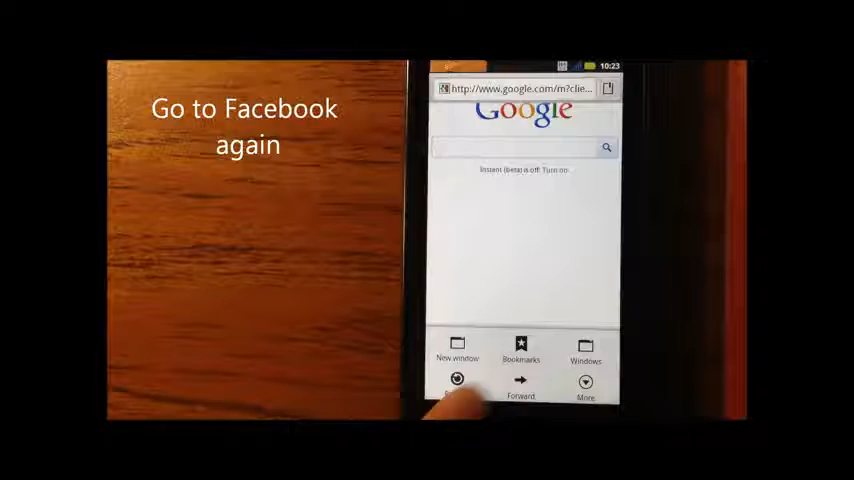 Go to Facebook
again
10:23
http://www.google.com/m?clie...
Google
Instant (beta) is off: Turn on
New window
Bookmarks
Windows
Forward
More